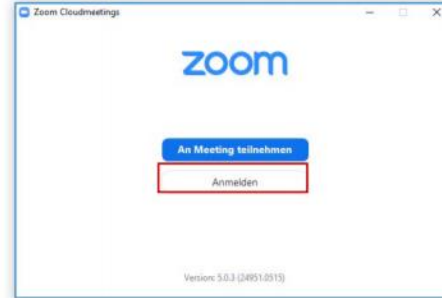 Zoom Cloudmeetings
zoom
An Meeting teilnehmen
Anmelden
Version: 5.0.3 (24951.0515)